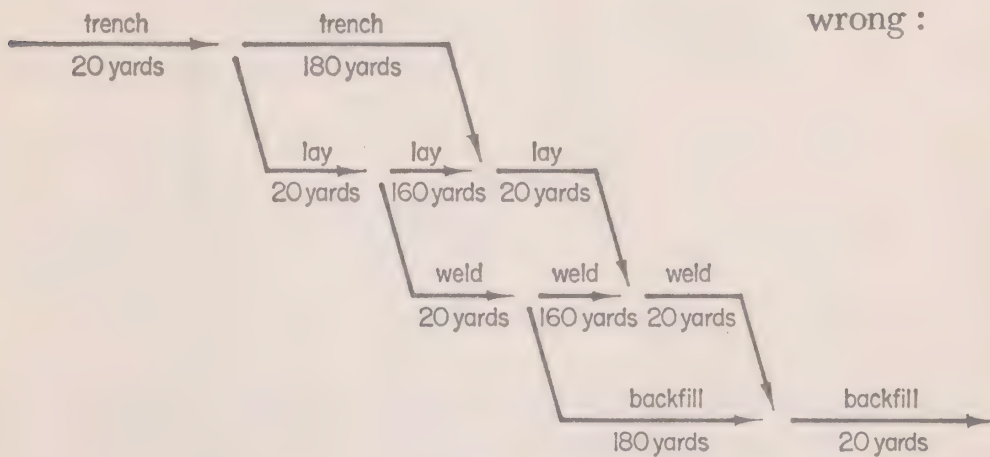 wrong :
trench trench
20 yards 180 yards
lay lay lay
20 yards 160 yards 20 yards
weld weld weld
20 yards 160 yards 20 yards
backfill backfill
180 yards 20 yards